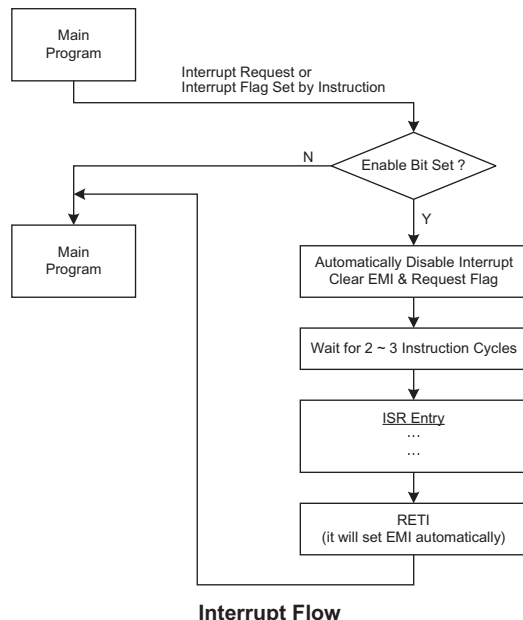 Main
Program
Interrupt Request or
Interrupt Flag Set by Instruction
N
Enable Bit Set ?
Y
Main
Program
Automatically Disable Interrupt
Clear EMI & Request Flag
Wait for 2 ~ 3 Instruction Cycles
ISR Entry
...
...
RETI
(it will set EMI automatically)
Interrupt Flow